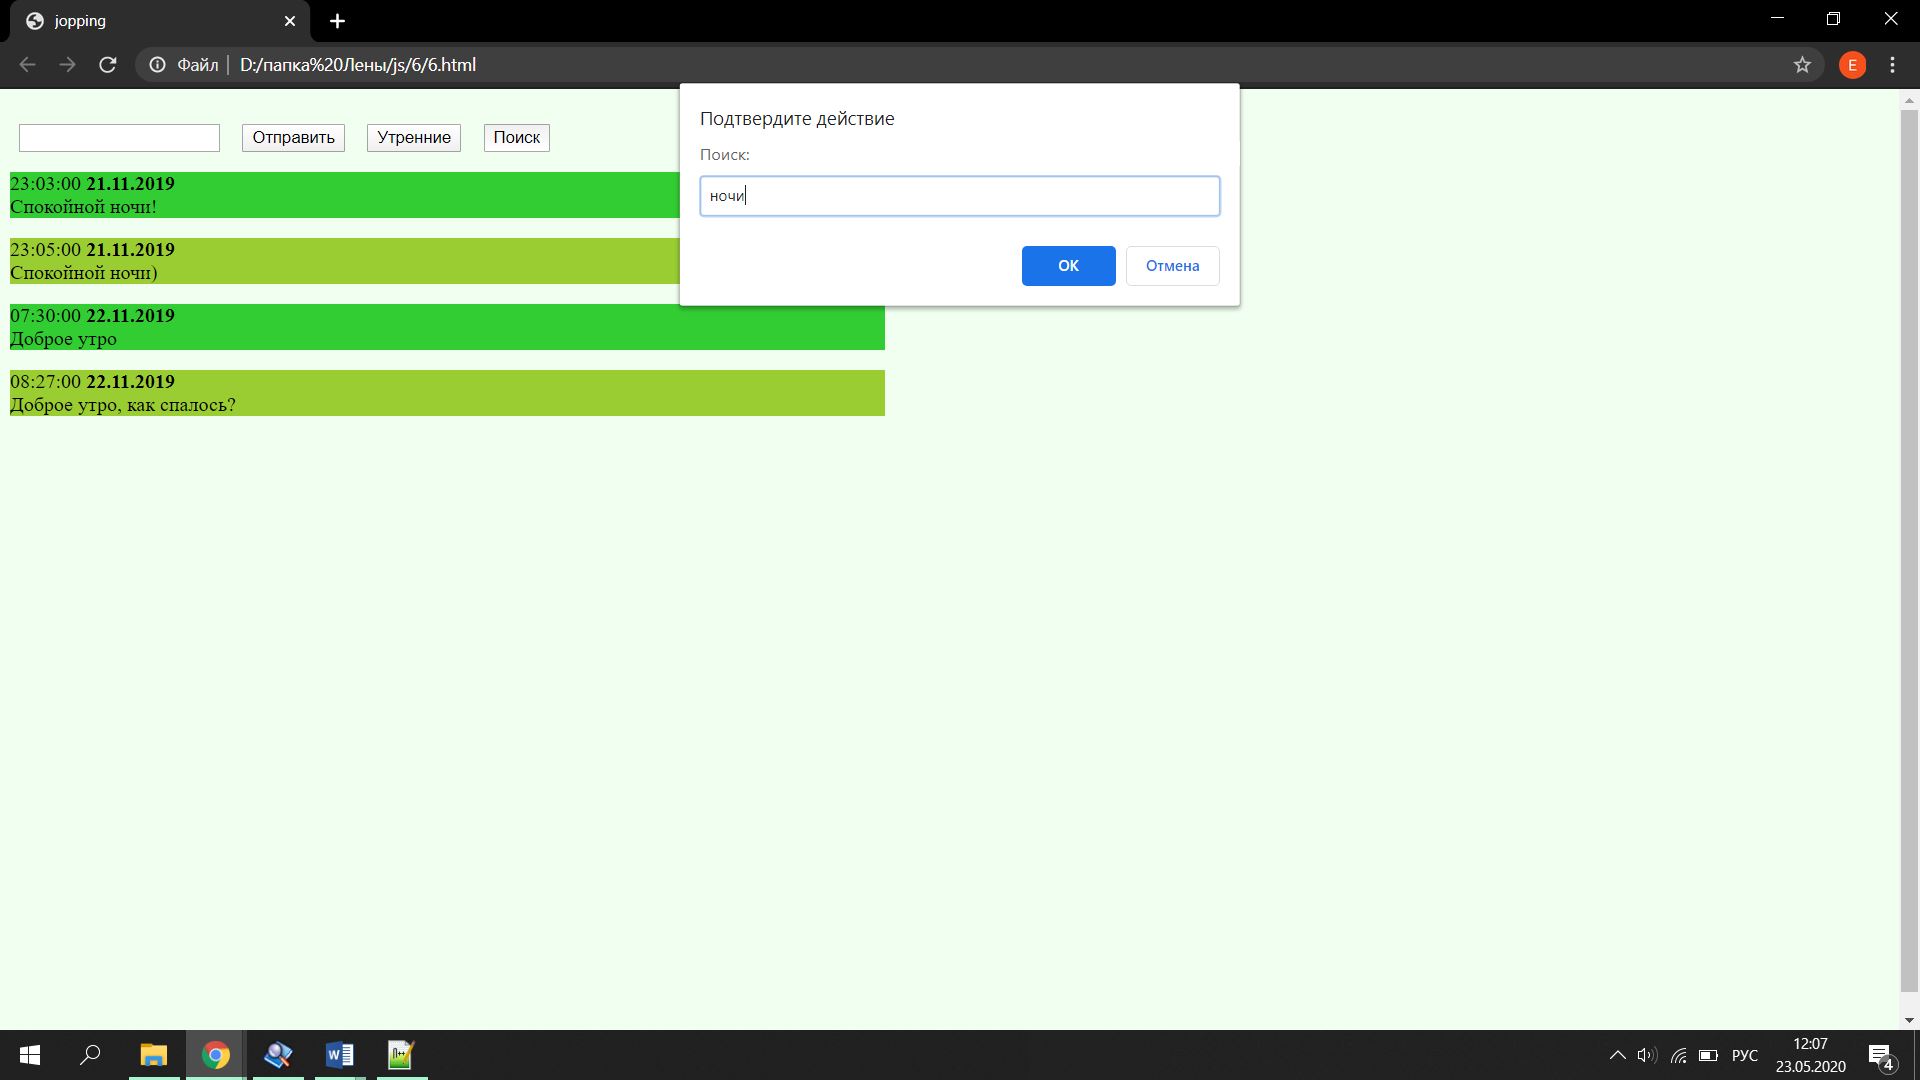 jopping
Файл D:/папка%20Лены/js/6/6.html
E
Подтвердите действие
Поиск:
ночи
ОК
Отмена
Отправить
Утренние
Поиск
23:03:00 21.11.2019
Спокойной ночи!
23:05:00 21.11.2019
Спокойной ночи)
07:30:00 22.11.2019
Доброе утро
08:27:00 22.11.2019
Доброе утро, как спалось?
РУС
12:07
23.05.2020
4